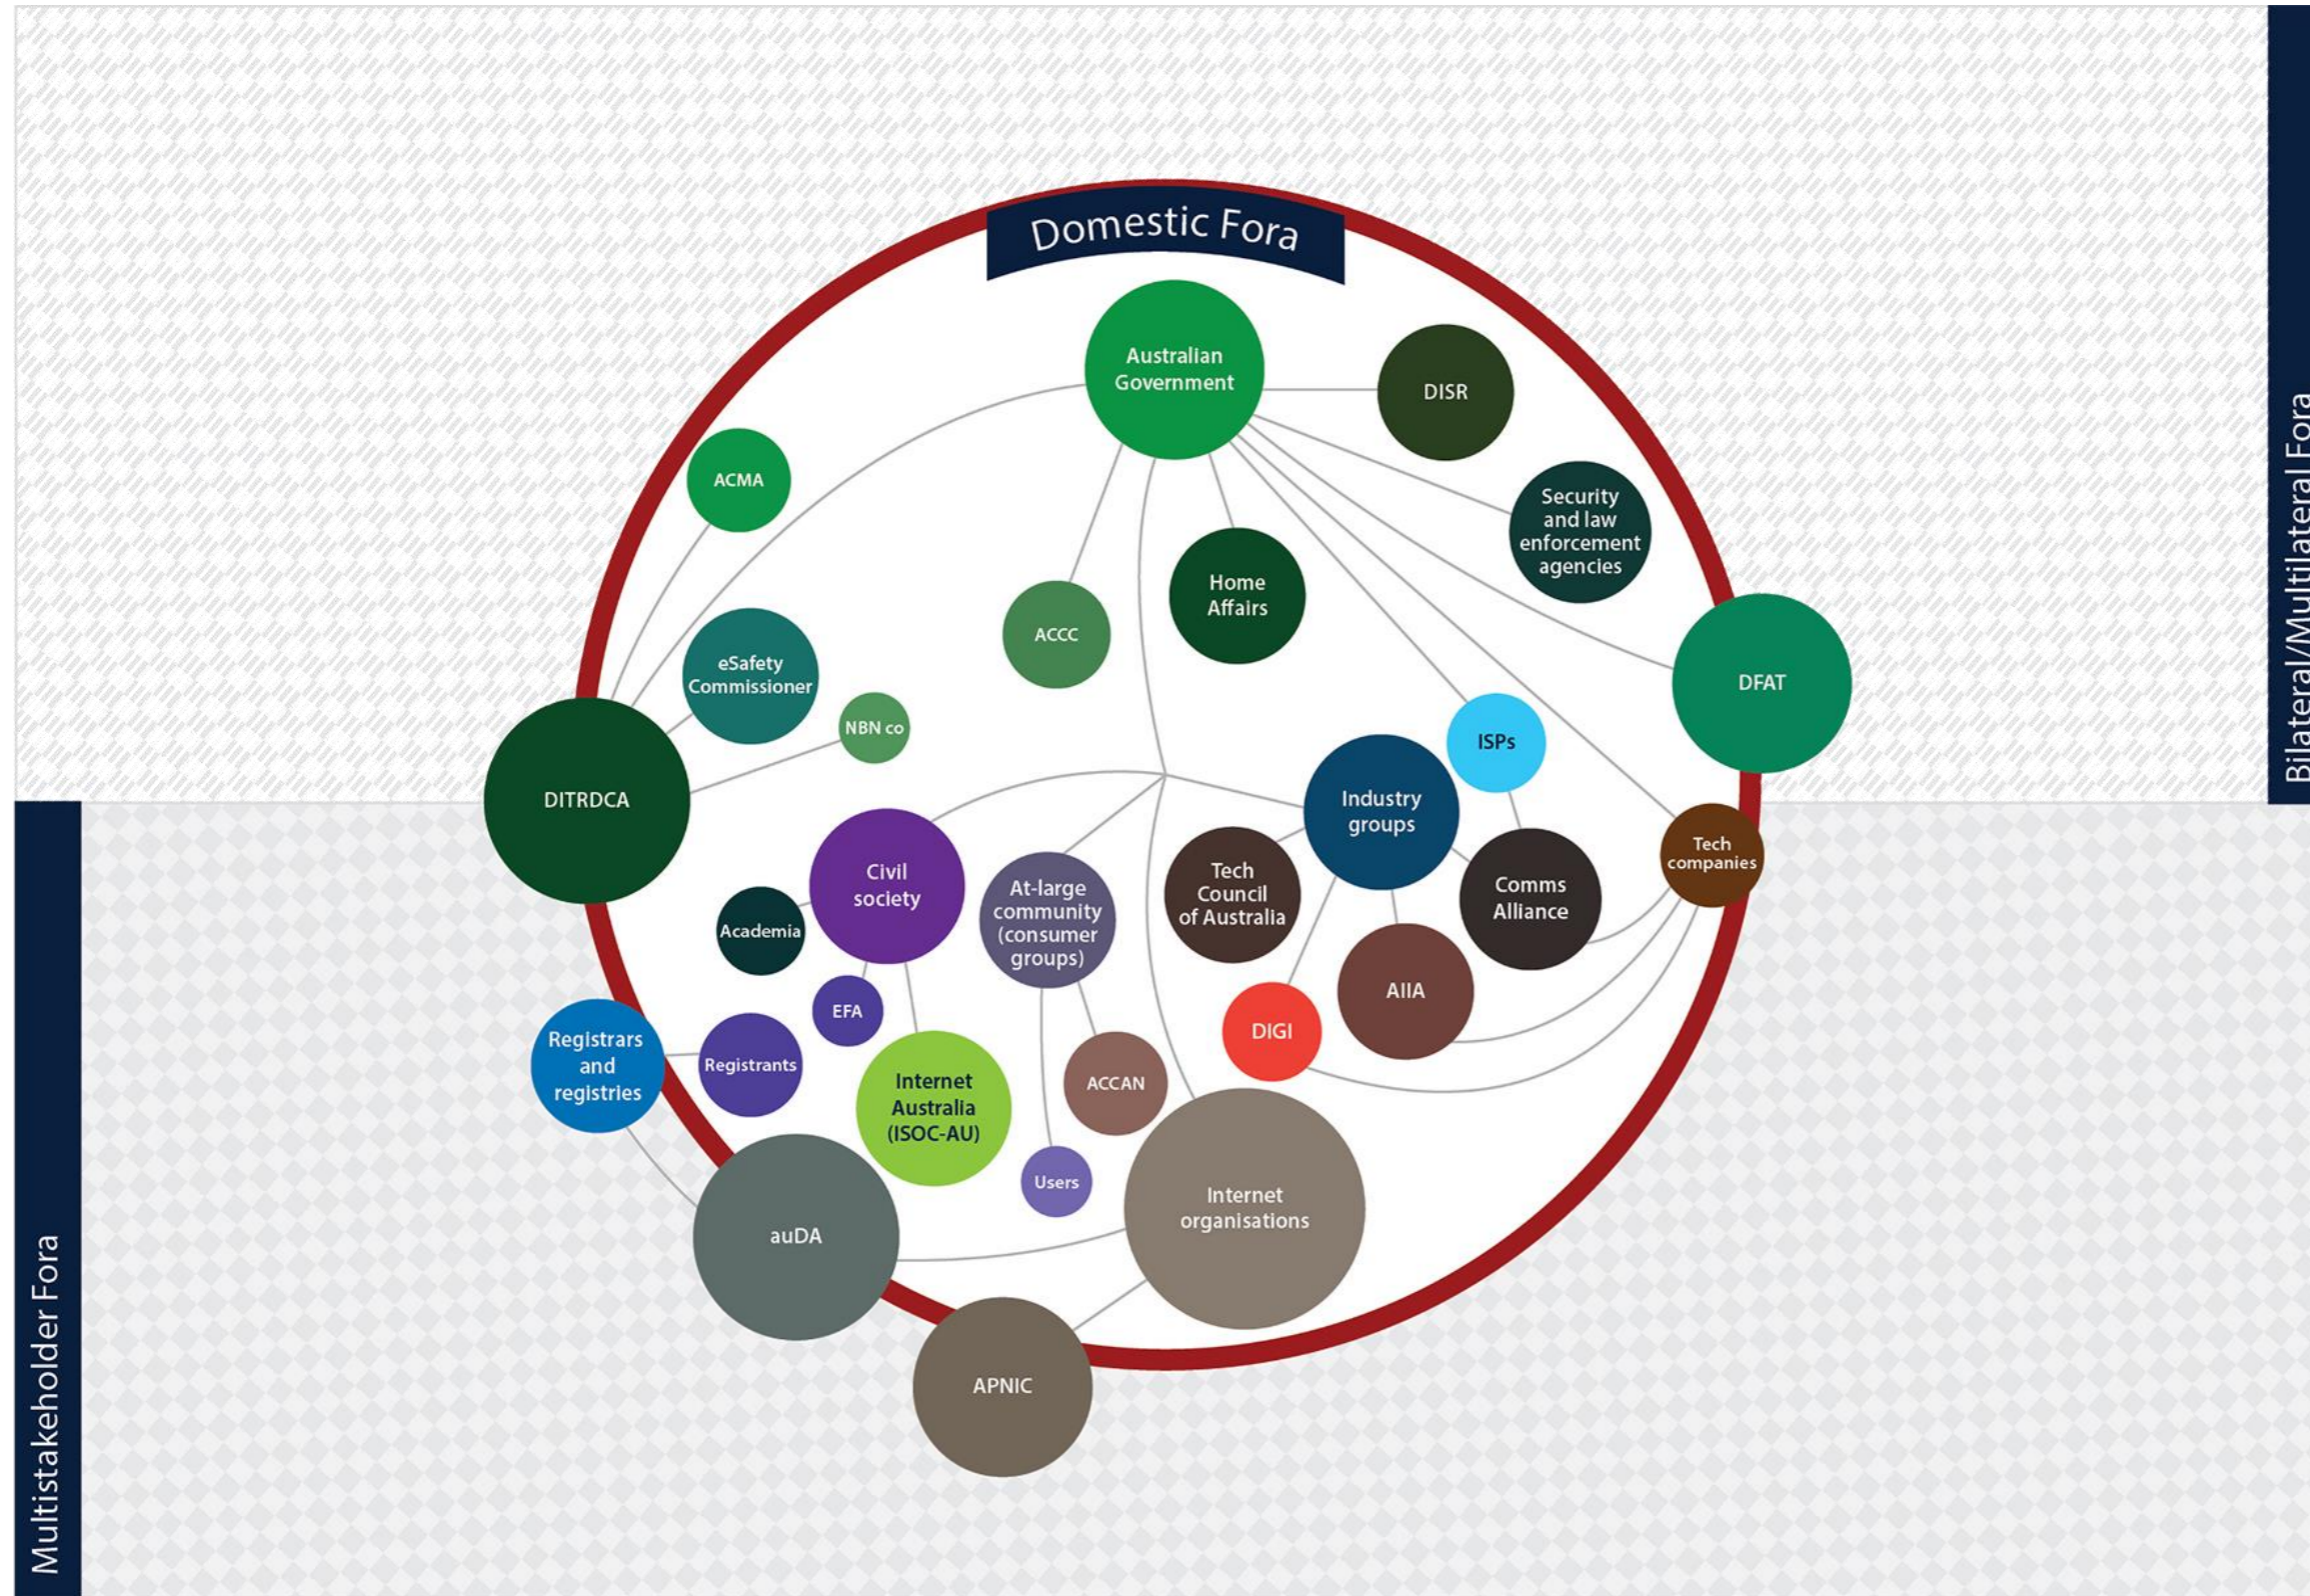 Domestic Fora
Bilateral/Multilateral Fora
Multistakeholder Fora
Australian
Government
DISR
ACMA
Security
and law
enforcement
agencies
Home
Affairs
ACCC
eSafety
Commissioner
NBN co
DFAT
ISPs
DITRDCA
Industry
groups
Tech
companies
Civil
society
At-large
community
(consumer
groups)
Tech
Council
of Australia
Comms
Alliance
Academia
AIIA
EFA
DIGI
Registrars
and
registries
Registrants
Internet
Australia
(ISOC-AU)
ACCAN
Users
Internet
organisations
auDA
APNIC